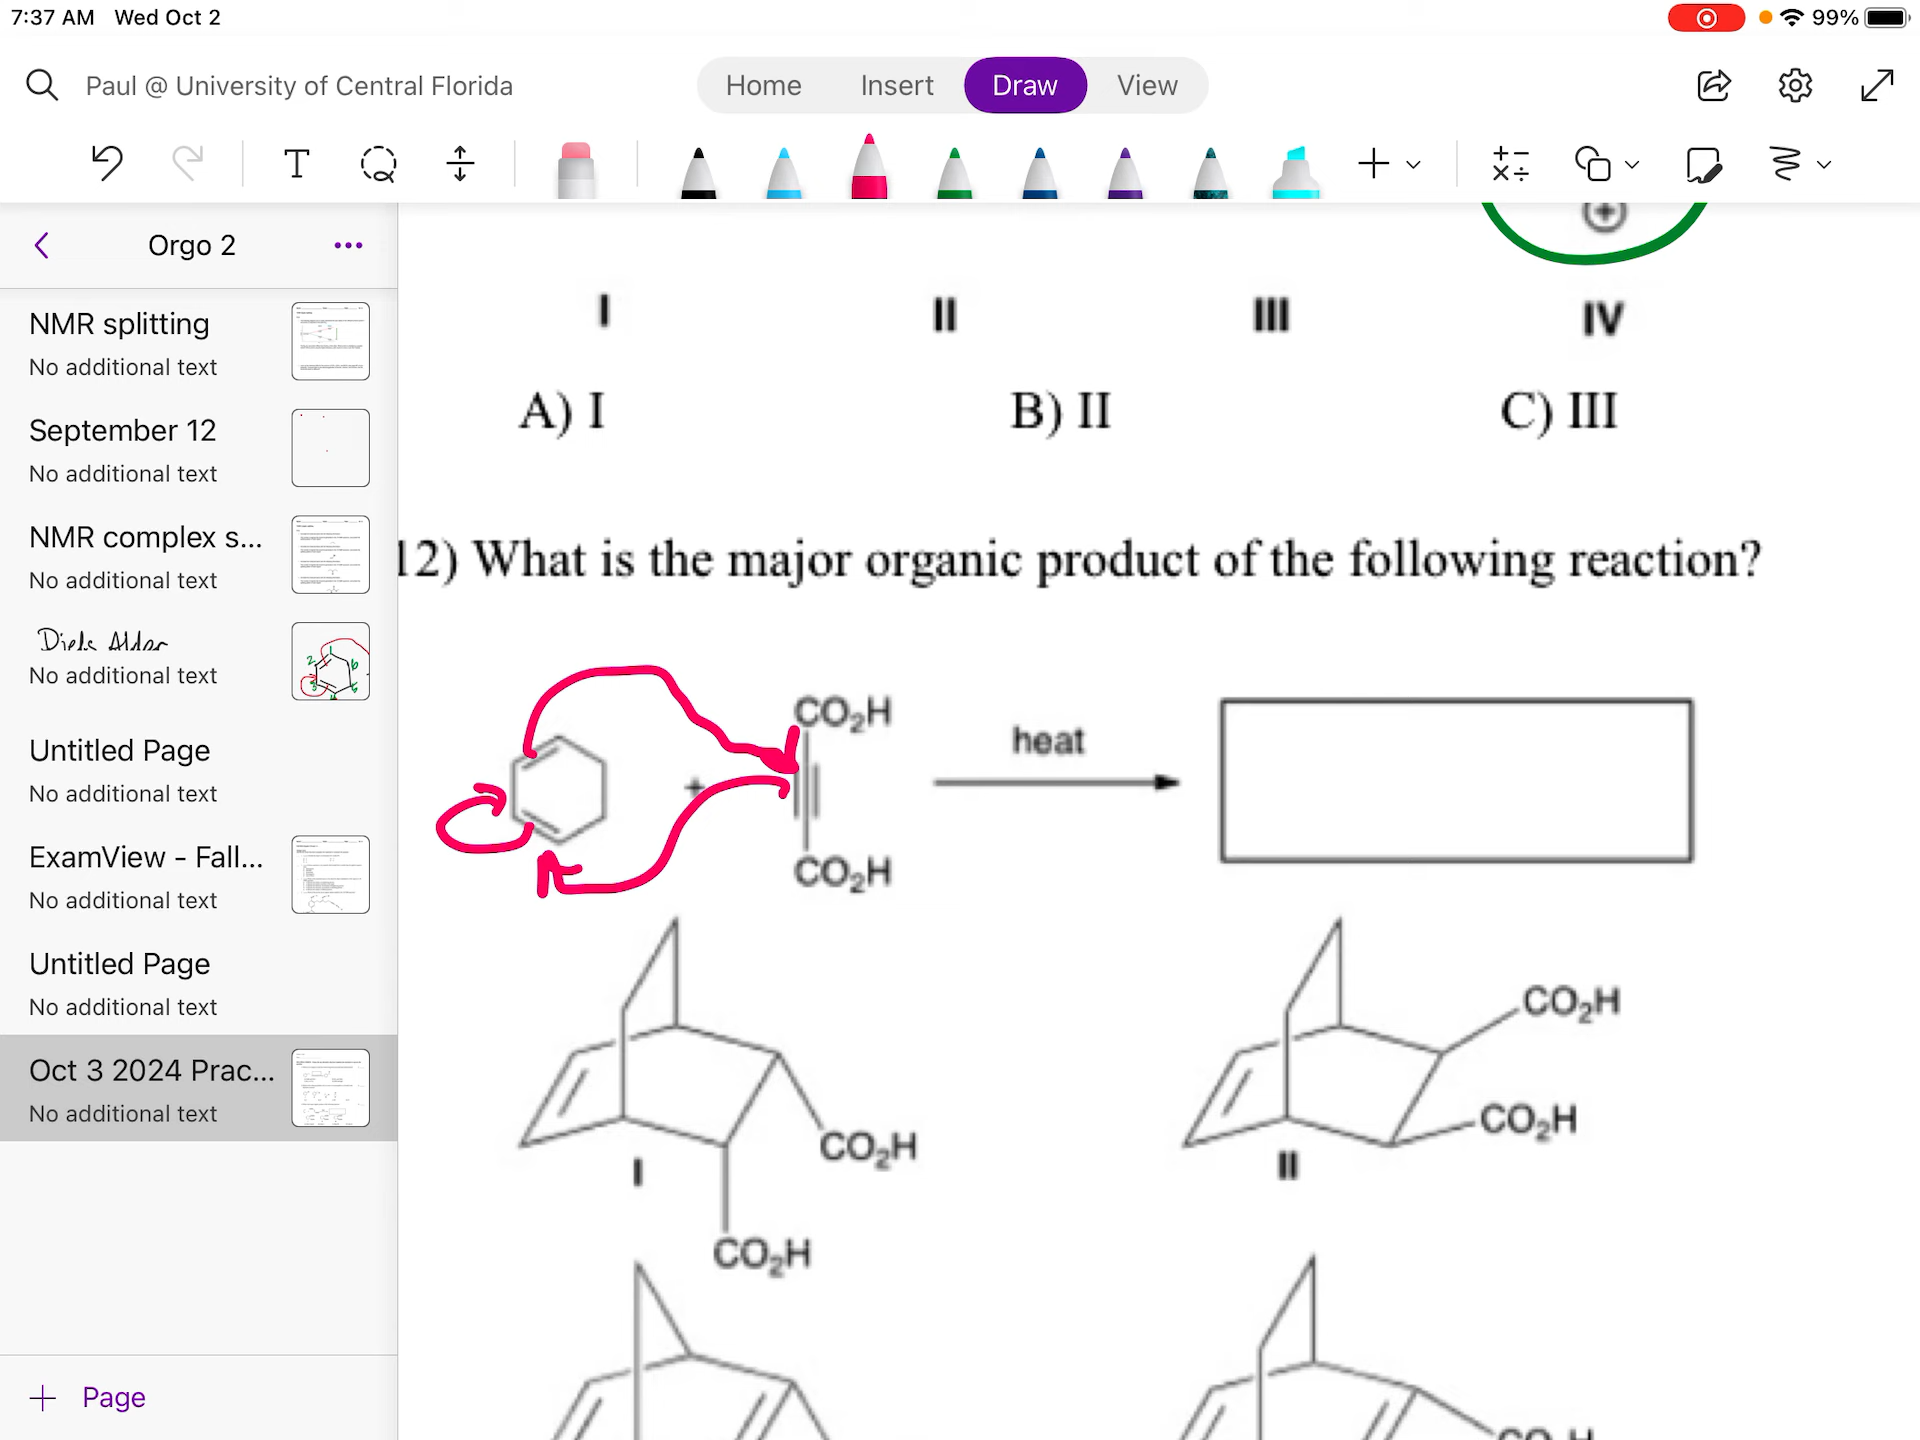 7:37 AM Wed Oct 2
99%
Paul @ University of Central Florida
Home Insert Draw View
T
Orgo 2
NMR splitting
No additional text
September 12
No additional text
NMR complex s...
No additional text
Diels Alder
No additional text
Untitled Page
No additional text
ExamView - Fall...
No additional text
Untitled Page
No additional text
Oct 3 2024 Prac...
No additional text
+ Page
I II III IV
A) I B) II C) III
12) What is the major organic product of the following reaction?
CO₂H
+
heat
CO₂H
CO₂H
CO₂H
I
CO₂H
CO₂H
II